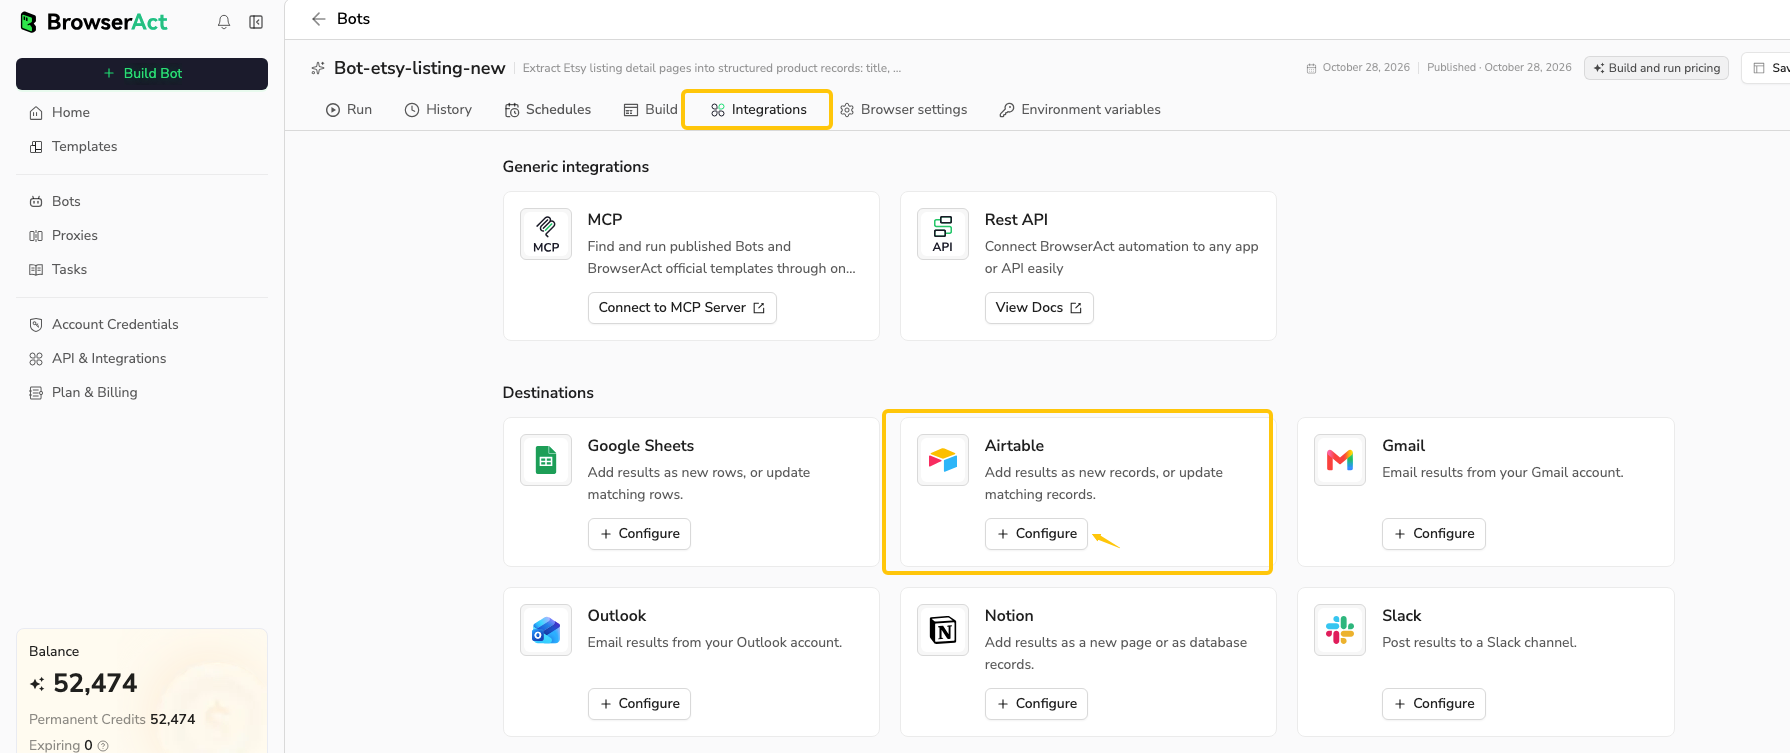 BrowserAct
Build Bot
Home
Templates
Bots
Proxies
Tasks
Account Credentials
API & Integrations
Plan & Billing
Balance
52,474
Permanent Credits 52,474
Expiring 0
Bots
Bot-etsy-listing-new
Extract Etsy listing detail pages into structured product records: title, ...
October 28, 2026
Published · October 28, 2026
Build and run pricing
Sav
Run
History
Schedules
Build
Integrations
Browser settings
Environment variables
Generic integrations
MCP
MCP
Find and run published Bots and
BrowserAct official templates through on...
Connect to MCP Server
API
Rest API
Connect BrowserAct automation to any app
or API easily
View Docs
Destinations
Google Sheets
Add results as new rows, or update
matching rows.
Configure
Airtable
Add results as new records, or update
matching records.
Configure
Gmail
Email results from your Gmail account.
Configure
Outlook
Email results from your Outlook account.
Configure
Notion
Add results as a new page or as database
records.
Configure
Slack
Post results to a Slack channel.
Configure